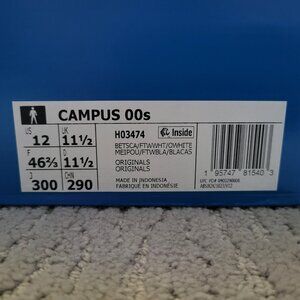 CAMPUS 00s
US 12 UK 11½
F 46⅔ D 11½
J 300 CHN 290
H03474
Inside
BETSCA/FTWWHT/OWHITE
MEIPOU/FTWBLA/BLACAS
ORIGINALS
ORIGINALS
MADE IN INDONESIA
FABRIQUÉ EN INDONÉSIE
1 95747 81540 3